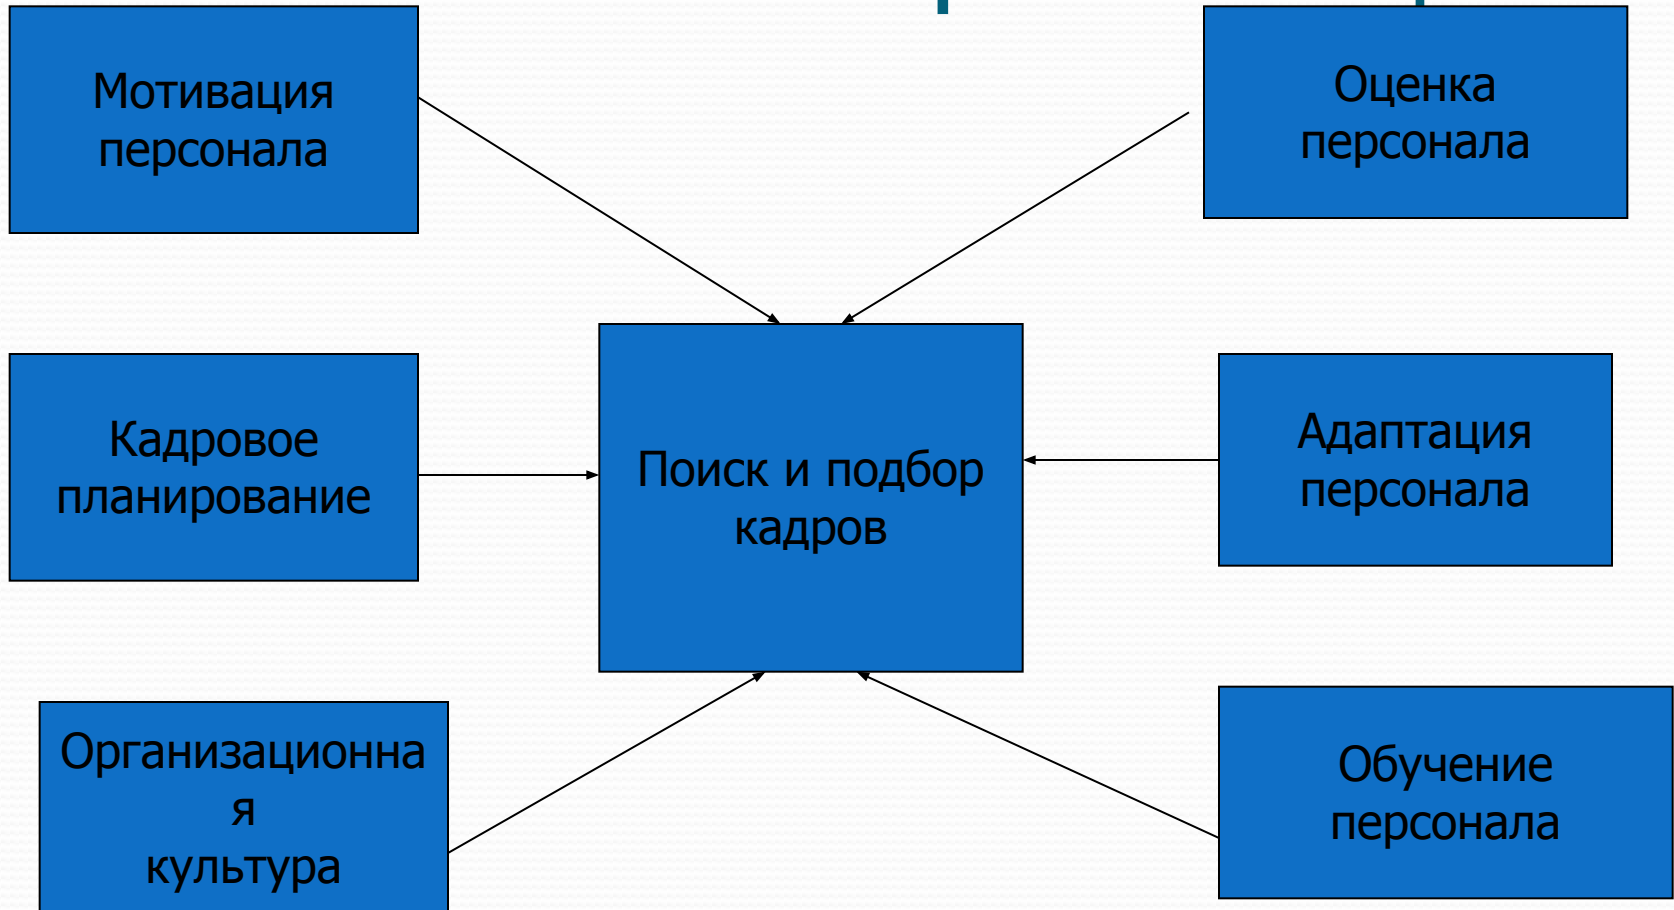 Мотивация
персонала
Оценка
персонала
Кадровое
планирование
Поиск и подбор
кадров
Адаптация
персонала
Организационна
я
культура
Обучение
персонала